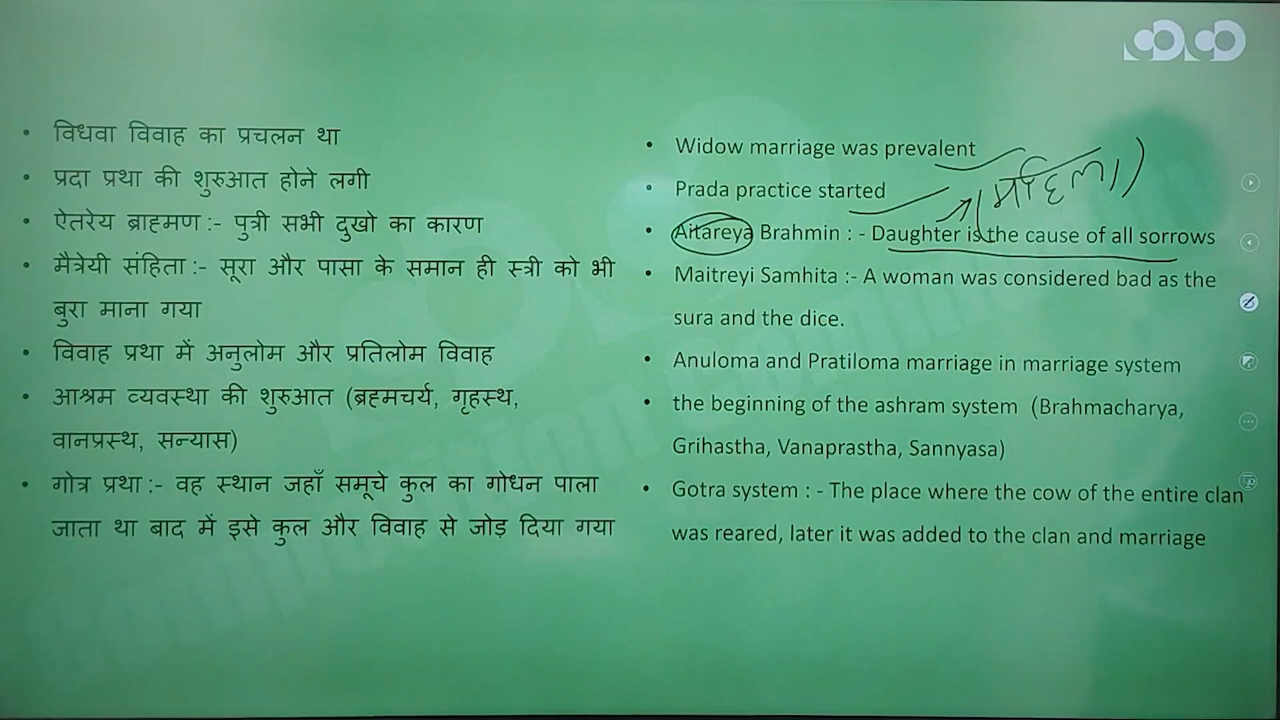 • विधवा विवाह का प्रचलन था
• प्रदा प्रथा की शुरुआत होने लगी
• ऐतरेय ब्राह्मण :- पुत्री सभी दुखो का कारण
• मैत्रेयी संहिता :- सूरा और पासा के समान ही स्त्री को भी
बुरा माना गया
• विवाह प्रथा में अनुलोम और प्रतिलोम विवाह
• आश्रम व्यवस्था की शुरुआत (ब्रह्मचर्य, गृहस्थ,
वानप्रस्थ, सन्यास)
• गोत्र प्रथा :- वह स्थान जहाँ समूचे कुल का गोधन पाला
जाता था बाद में इसे कुल और विवाह से जोड़ दिया गया
• Widow marriage was prevalent
• Prada practice started
(महिला)
• Aitareya Brahmin : - Daughter is the cause of all sorrows
• Maitreyi Samhita :- A woman was considered bad as the
sura and the dice.
• Anuloma and Pratiloma marriage in marriage system
• the beginning of the ashram system (Brahmacharya,
Grihastha, Vanaprastha, Sannyasa)
• Gotra system : - The place where the cow of the entire clan
was reared, later it was added to the clan and marriage